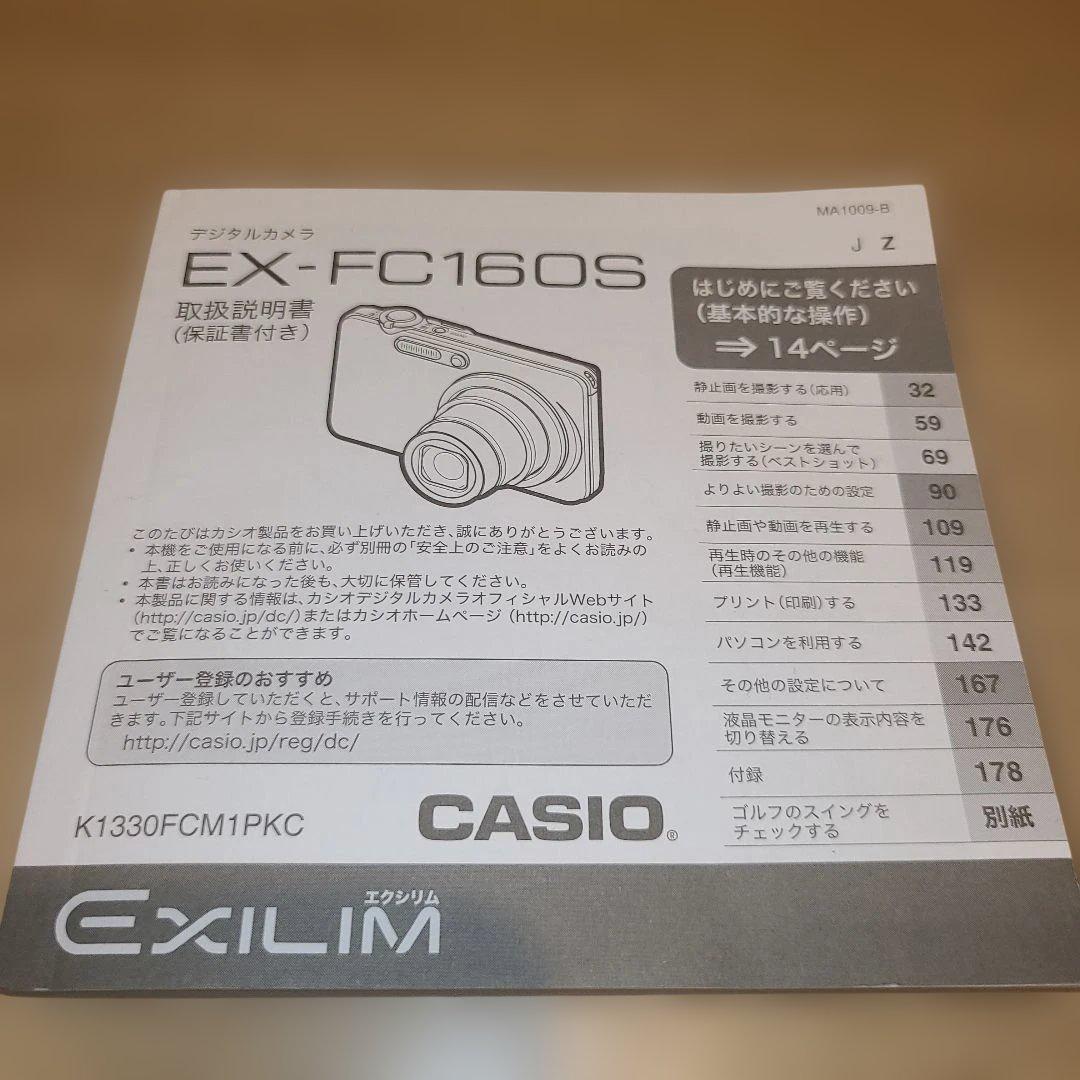 MA1009-B
J Z
デジタルカメラ
EX-FC160S
取扱説明書
(保証書付き)
はじめにご覧ください
(基本的な操作)
⇒ 14ページ
静止画を撮影する(応用) 32
動画を撮影する 59
撮りたいシーンを選んで
撮影する(ベストショット) 69
よりよい撮影のための設定 90
静止画や動画を再生する 109
再生時のその他の機能
(再生機能) 119
プリント(印刷)する 133
パソコンを利用する 142
その他の設定について 167
液晶モニターの表示内容を
切り替える 176
付録 178
ゴルフのスイングを
チェックする 別紙
このたびはカシオ製品をお買い上げいただき、誠にありがとうございます。
• 本機をご使用になる前に、必ず別冊の「安全上のご注意」をよくお読みの
上、正しくお使いください。
• 本書はお読みになった後も、大切に保管してください。
• 本製品に関する情報は、カシオデジタルカメラオフィシャルWebサイト
(http://casio.jp/dc/)またはカシオホームページ (http://casio.jp/)
でご覧になることができます。
ユーザー登録のおすすめ
ユーザー登録していただくと、サポート情報の配信などをさせていただ
きます。下記サイトから登録手続きを行ってください。
http://casio.jp/reg/dc/
K1330FCM1PKC
CASIO®
エクシリム
EXILIM